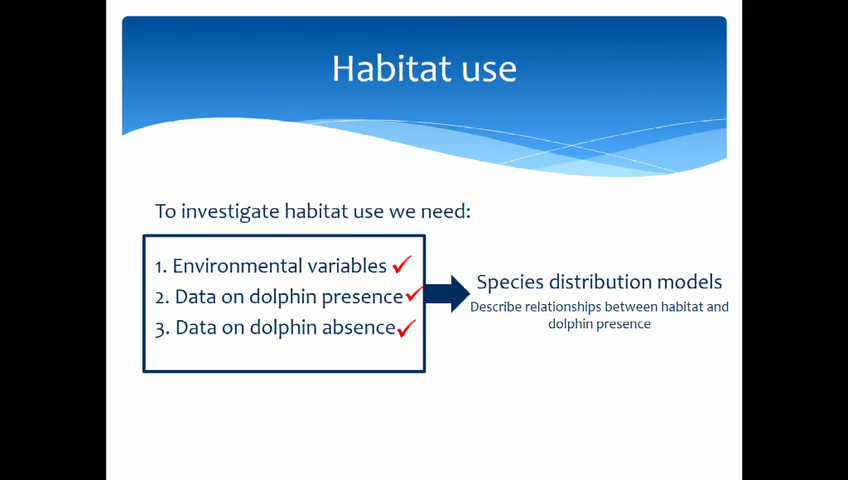 Habitat use
To investigate habitat use we need:
1. Environmental variables
2. Data on dolphin presence
3. Data on dolphin absence
Species distribution models
Describe relationships between habitat and
dolphin presence